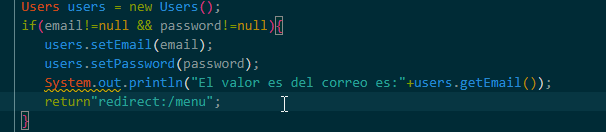 Users users = new Users();
if(email!=null && password!=null){
users.setEmail(email);
users.setPassword(password);
System.out.println("El valor es del correo es:"+users.getEmail());
return"redirect:/menu";
}